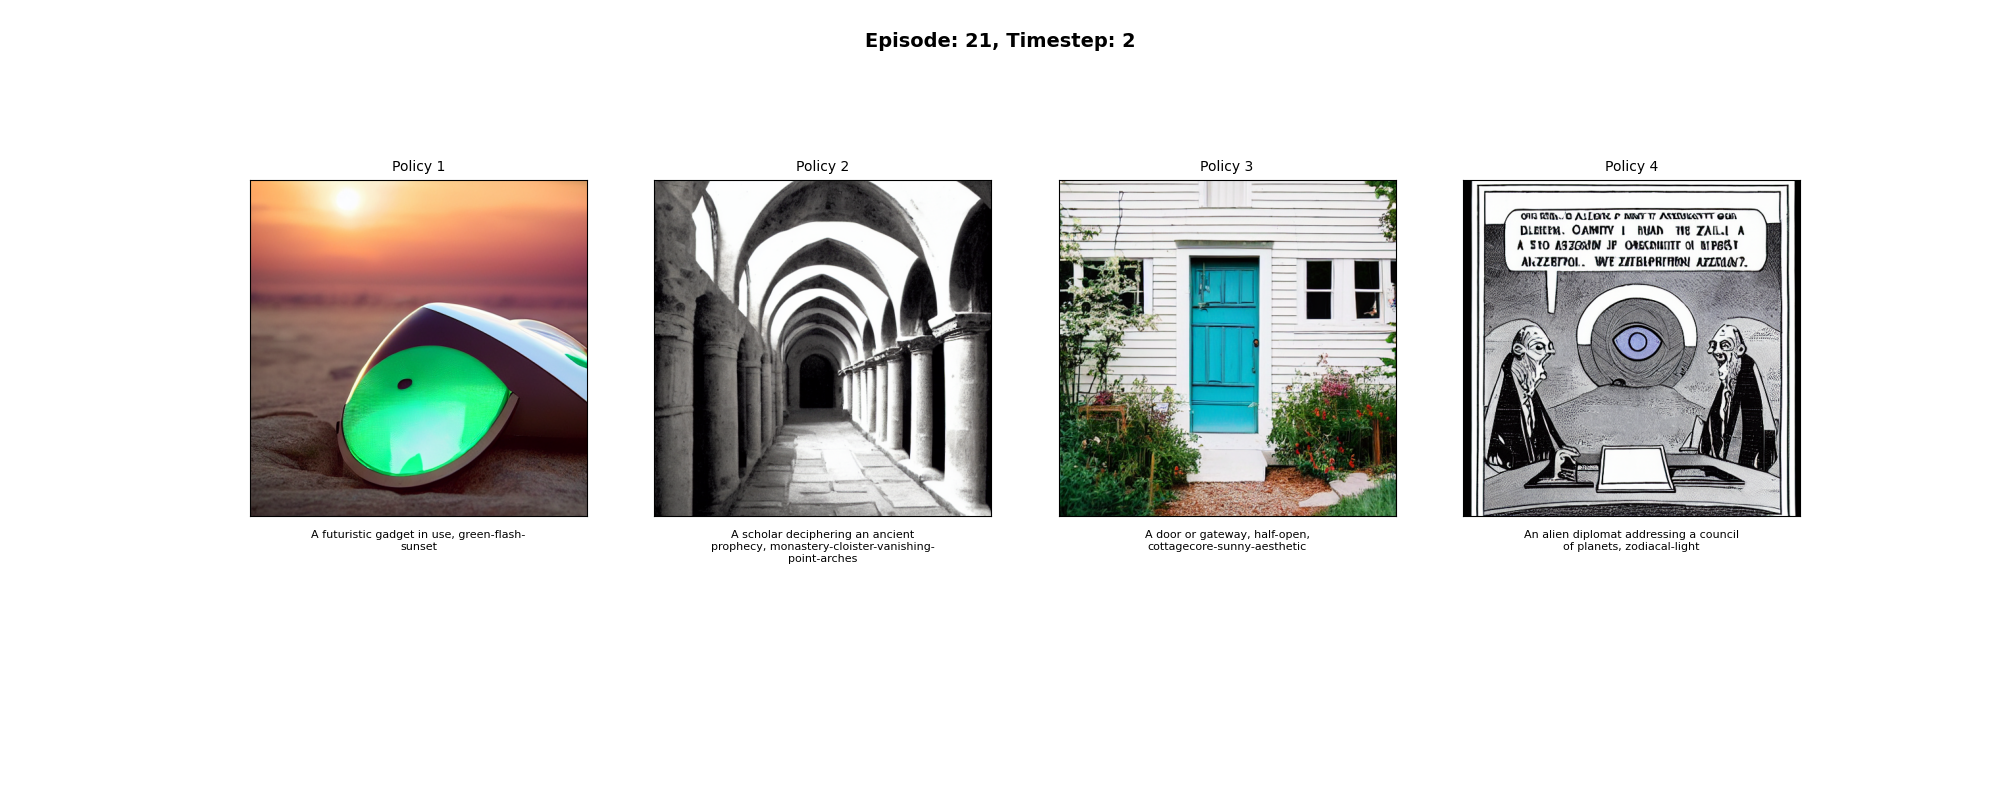 Episode: 21, Timestep: 2
Policy 1
Policy 2
Policy 3
Policy 4
A futuristic gadget in use, green-flash-
sunset
A scholar deciphering an ancient
prophecy, monastery-cloister-vanishing-
point-arches
A door or gateway, half-open,
cottagecore-sunny-aesthetic
An alien diplomat addressing a council
of planets, zodiacal-light